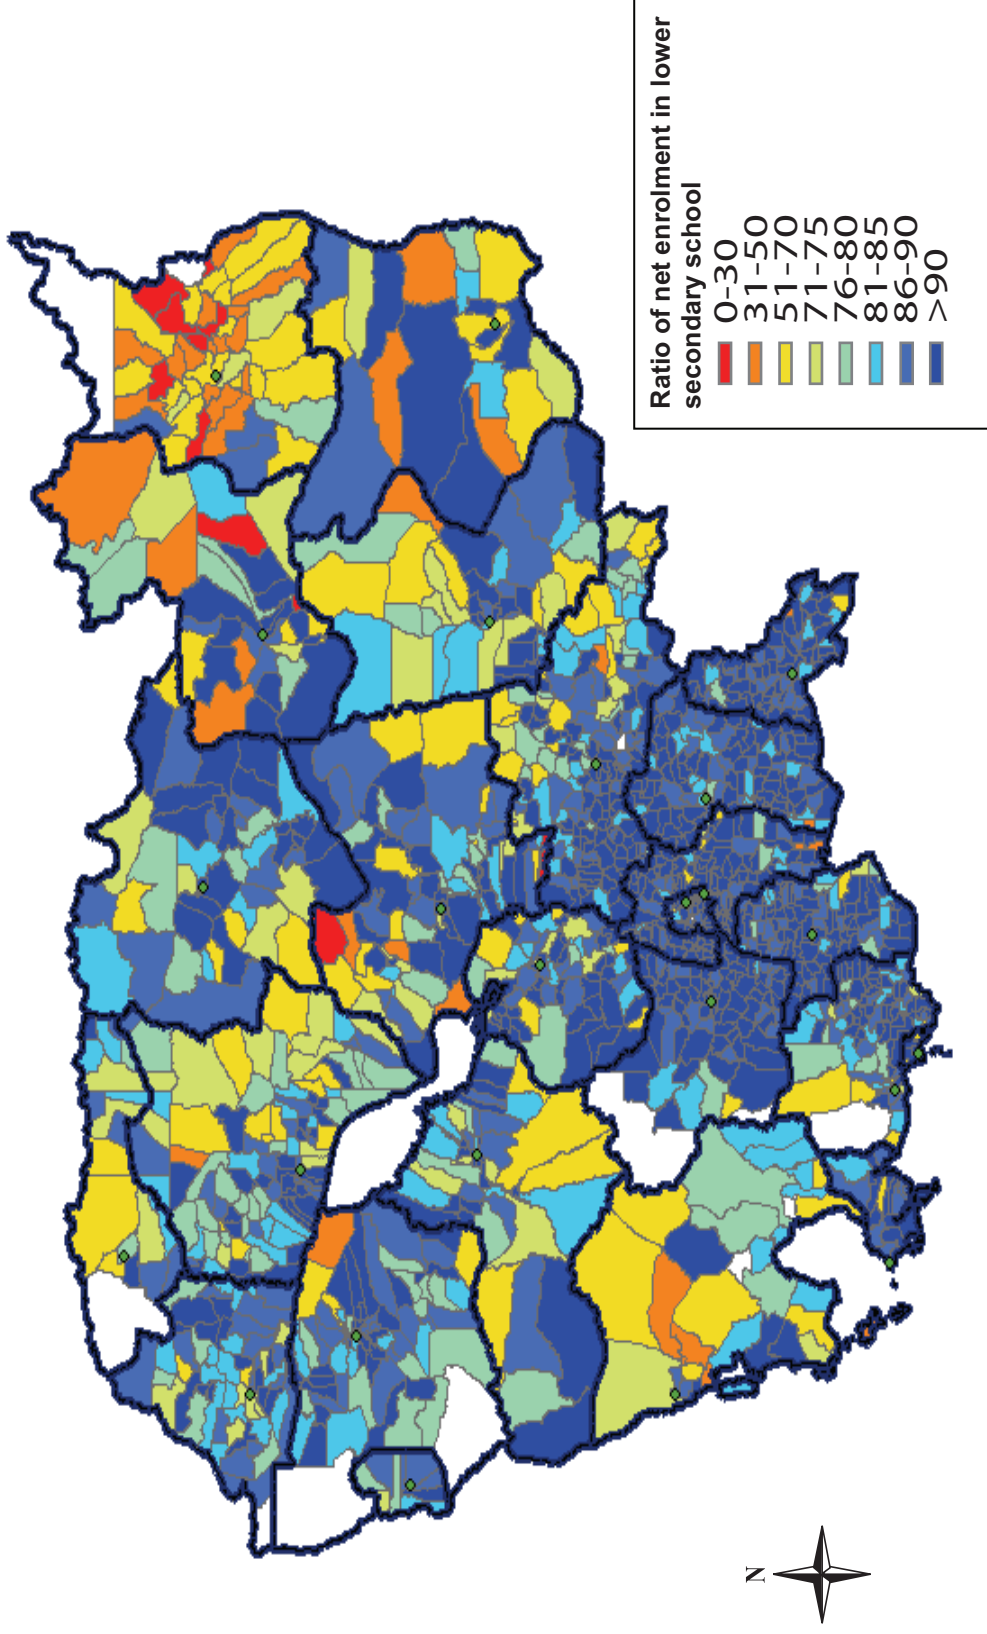 Ratio of net enrolment in lower
secondary school
0-30
31-50
51-70
71-75
76-80
81-85
86-90
>90
N